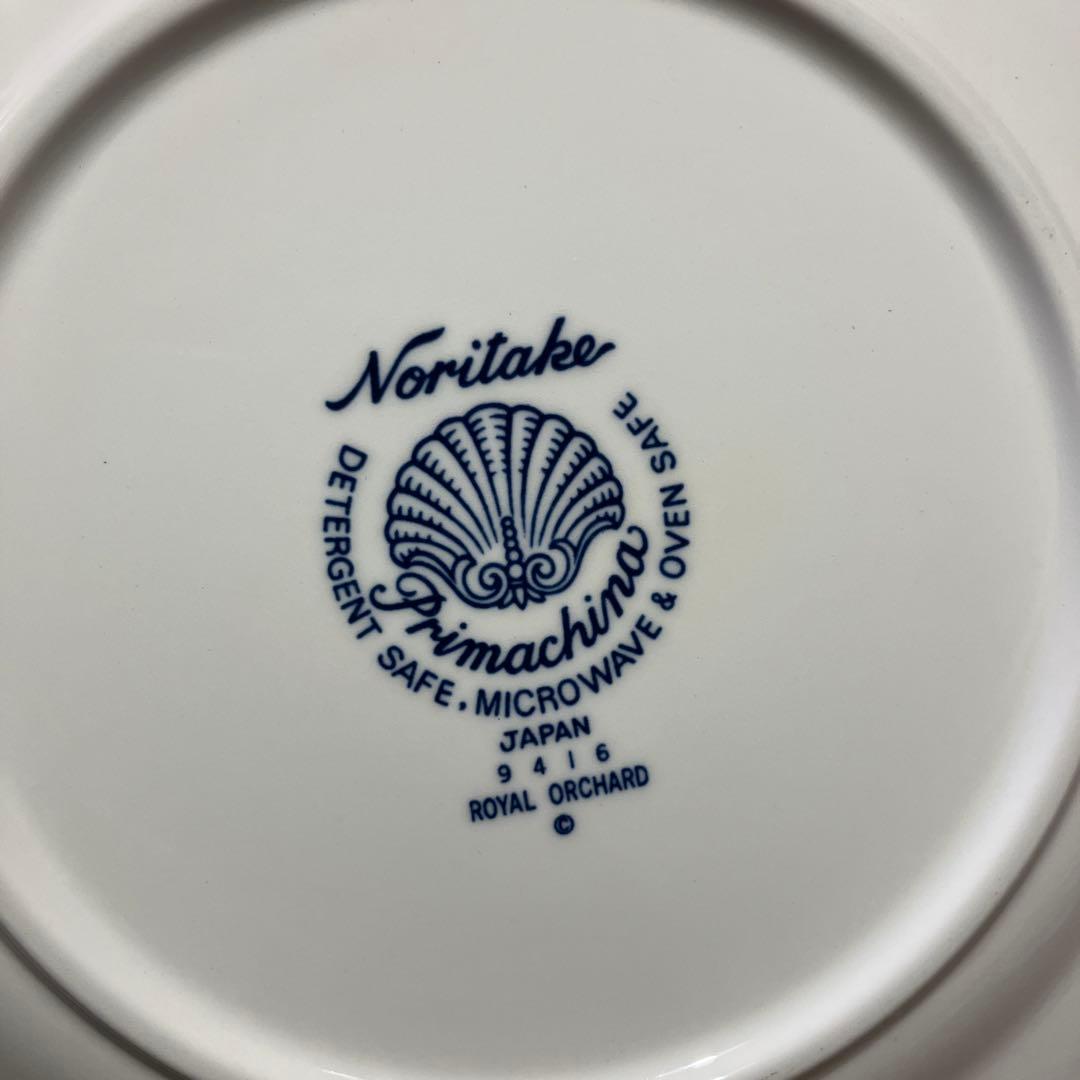 Noritake
Primachina
DETERGENT SAFE. MICROWAVE & OVEN SAFE
JAPAN
9416
ROYAL ORCHARD
©